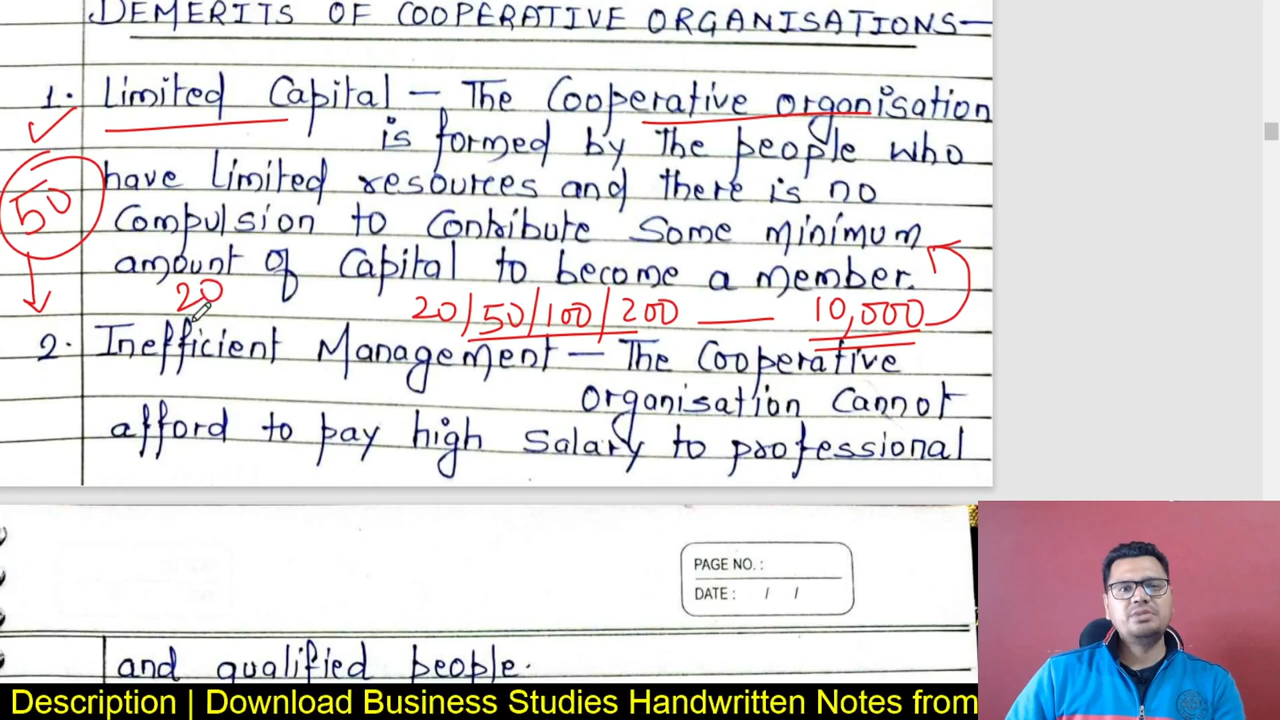 DEMERITS OF COOPERATIVE ORGANISATIONS—
1. Limited Capital – The Cooperative organisation
is formed by the people who
have limited resources and there is no
50
Compulsion to Contribute Some minimum
amount of Capital to become a member.
20 20/50/100/200 — 10,000
2. Inefficient Management – The Cooperative
organisation Cannot
afford to pay high Salary to professional
PAGE NO. :
DATE : / /
and qualified people.
Description | Download Business Studies Handwritten Notes from